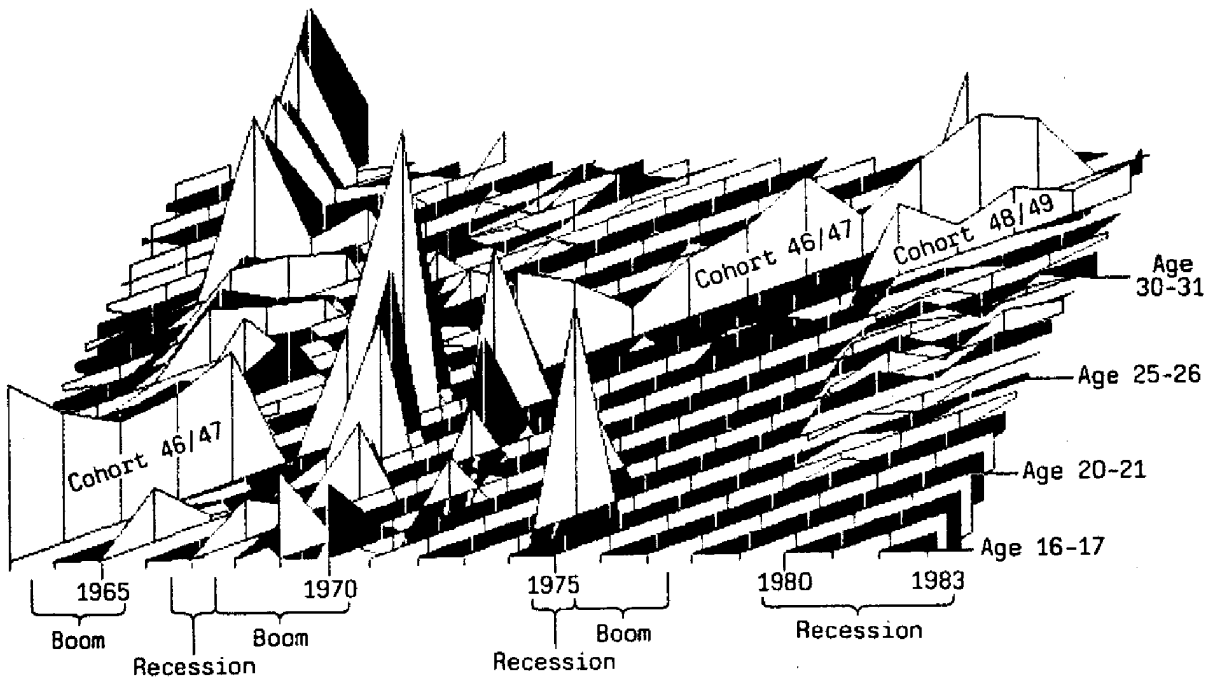 Cohort 46/47
Cohort 48/49
Age
30-31
Age 25-26
Cohort 46/47
Age 20-21
Age 16-17
1965
1970
1975
1980
1983
Boom
Recession
Boom
Recession
Boom
Recession